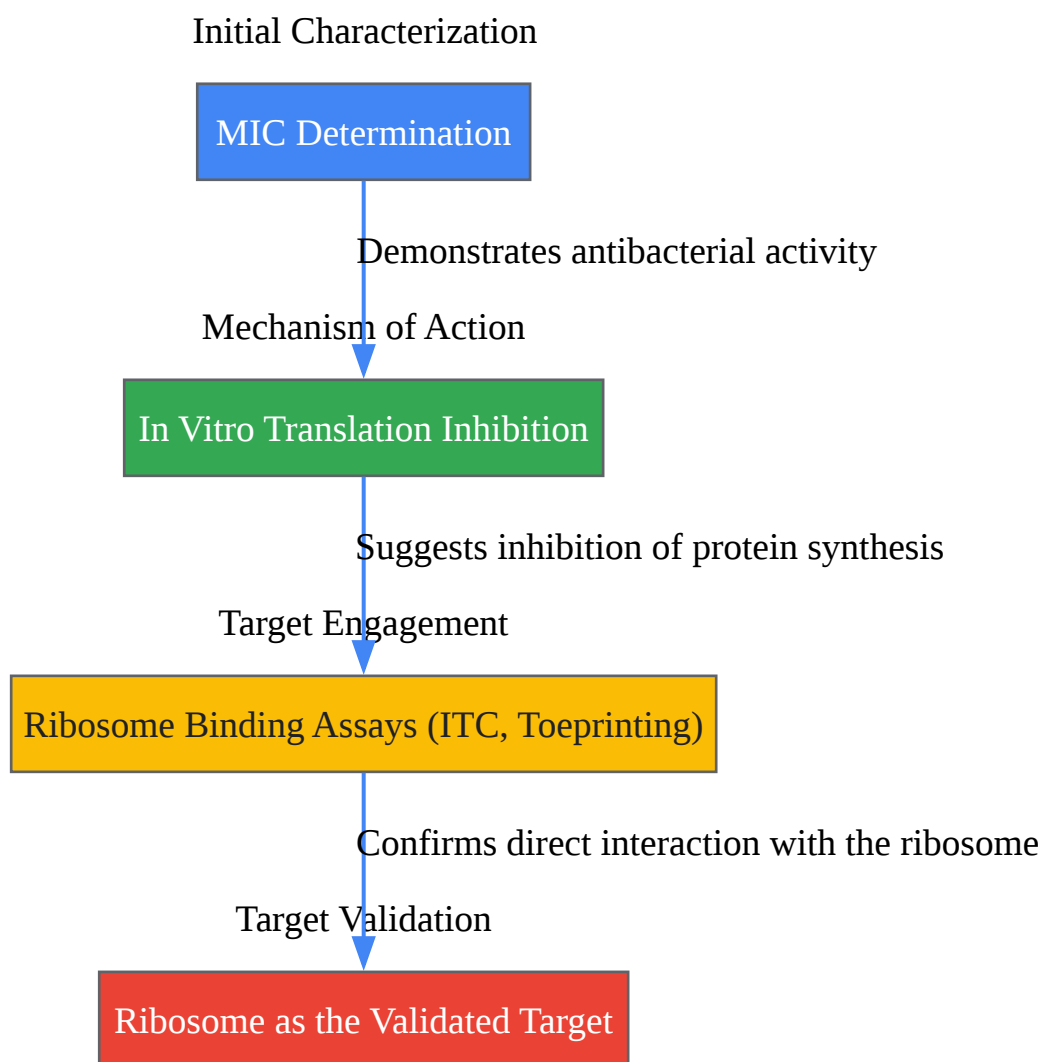 Initial Characterization
MIC Determination
Demonstrates antibacterial activity
Mechanism of Action
In Vitro Translation Inhibition
Suggests inhibition of protein synthesis
Target Engagement
Ribosome Binding Assays (ITC, Toeprinting)
Confirms direct interaction with the ribosome
Target Validation
Ribosome as the Validated Target